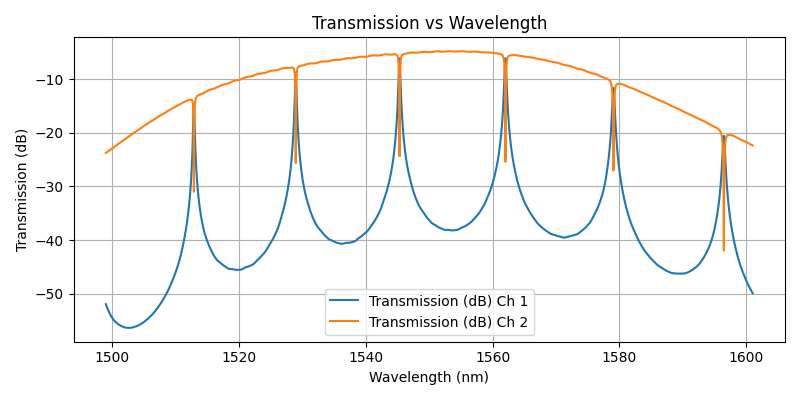 Transmission vs Wavelength
Transmission (dB)
−10
−20
−30
−40
−50
1500
1520
1540
1560
1580
1600
Wavelength (nm)
Transmission (dB) Ch 1
Transmission (dB) Ch 2